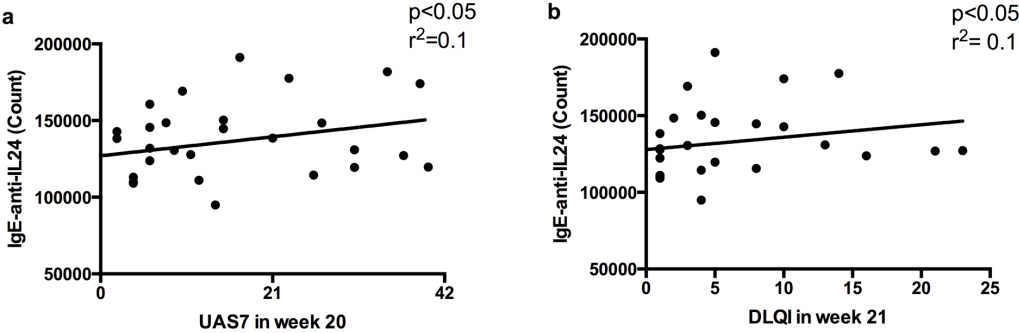 a
p<0.05
r²=0.1
IgE-anti-IL24 (Count)
200000
150000
100000
50000
0
21
42
UAS7 in week 20
b
p<0.05
r²= 0.1
IgE-anti-IL24 (Count)
200000
150000
100000
50000
0
5
10
15
20
25
DLQI in week 21